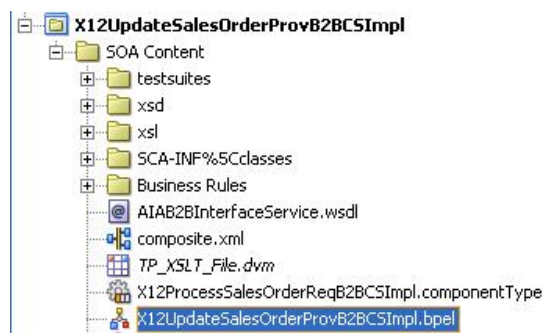 X12UpdateSalesOrderProvB2BCSImpl
SOA Content
testsuites
xsd
xsl
SCA-INF%5Cclasses
Business Rules
AIAB2BInterfaceService.wsdl
composite.xml
TP_XSLT_File.dvm
X12ProcessSalesOrderReqB2BCSImpl.componentType
X12UpdateSalesOrderProvB2BCSImpl.bpel